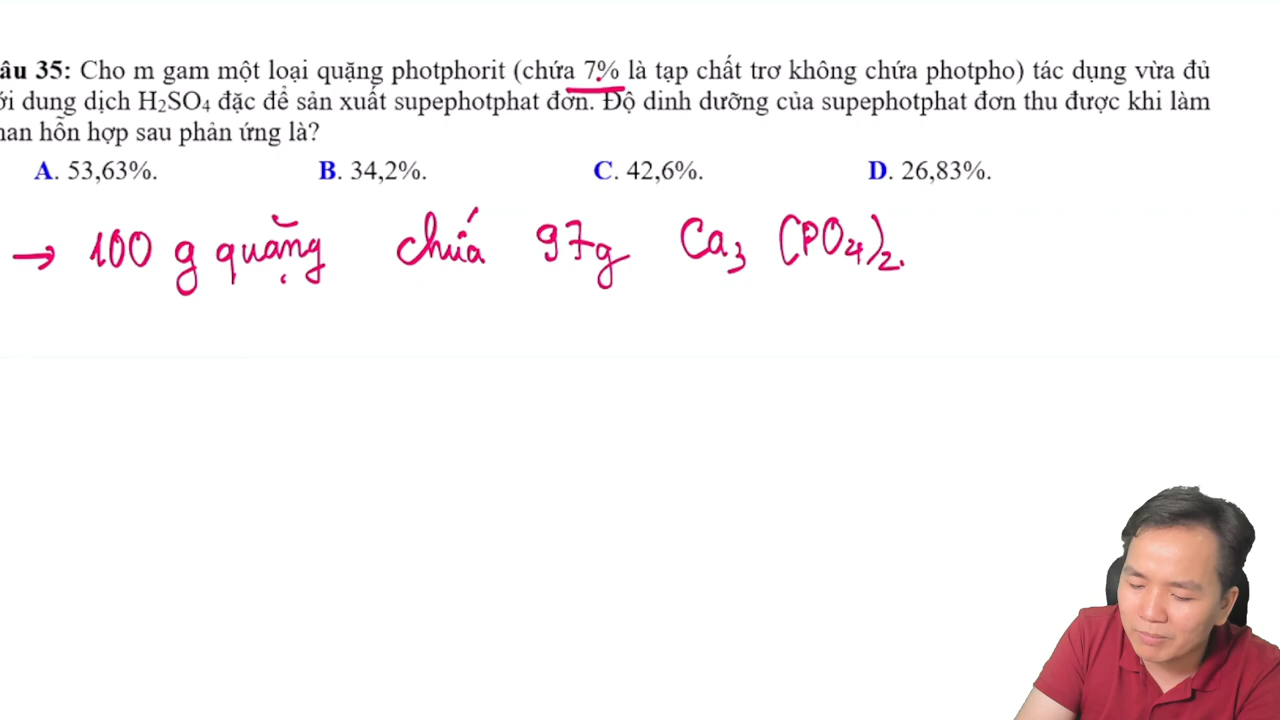 âu 35: Cho m gam một loại quặng photphorit (chứa 7% là tạp chất trơ không chứa photpho) tác dụng vừa đủ
ới dung dịch H₂SO₄ đặc để sản xuất supephotphat đơn. Độ dinh dưỡng của supephotphat đơn thu được khi làm
han hỗn hợp sau phản ứng là?
A. 53,63%. B. 34,2%. C. 42,6%. D. 26,83%.
→ 100 g quặng chứa 97g Ca₃ (PO₄)₂.